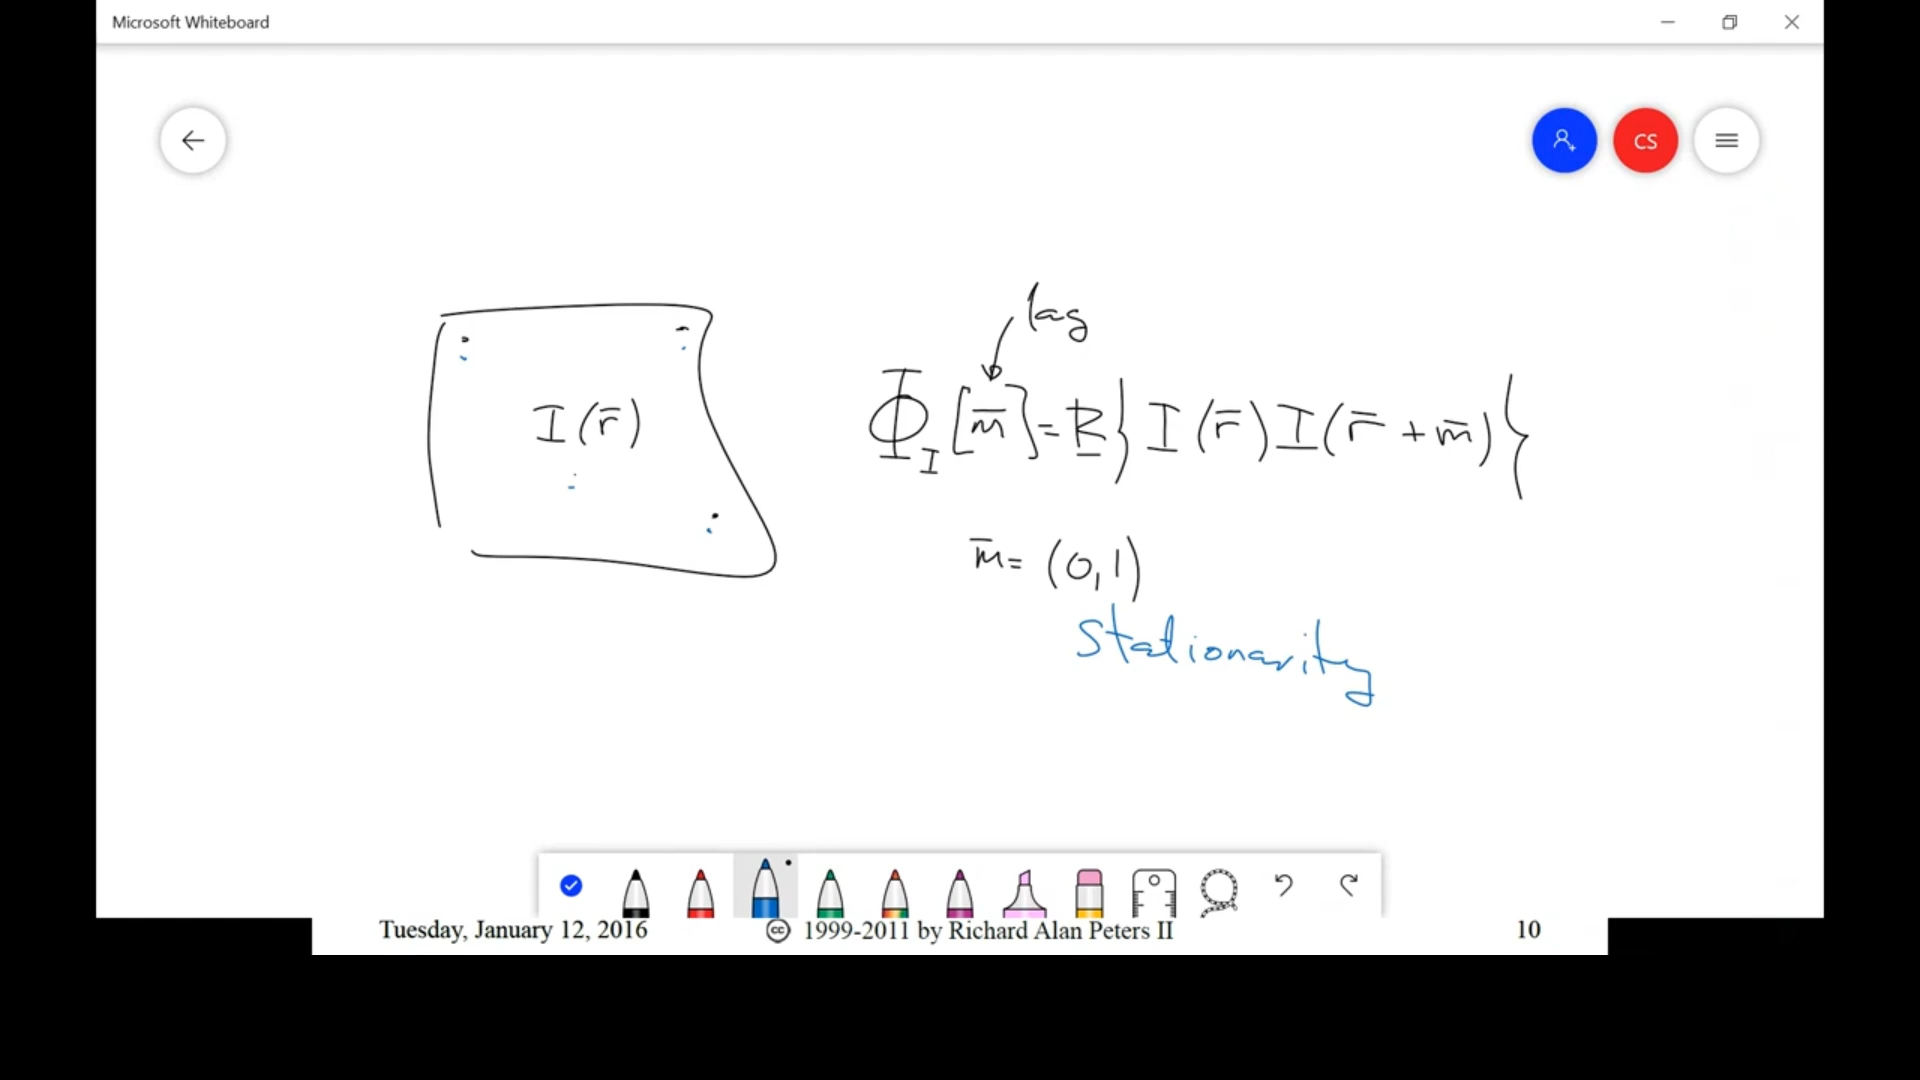 Microsoft Whiteboard
CS
lag
I(r̅)
Φ_I[m̅]=E{I(r̅)I(r̅+m̅)}
m̅=(0,1)
Stationarity
Tuesday, January 12, 2016
cc 1999-2011 by Richard Alan Peters II
10